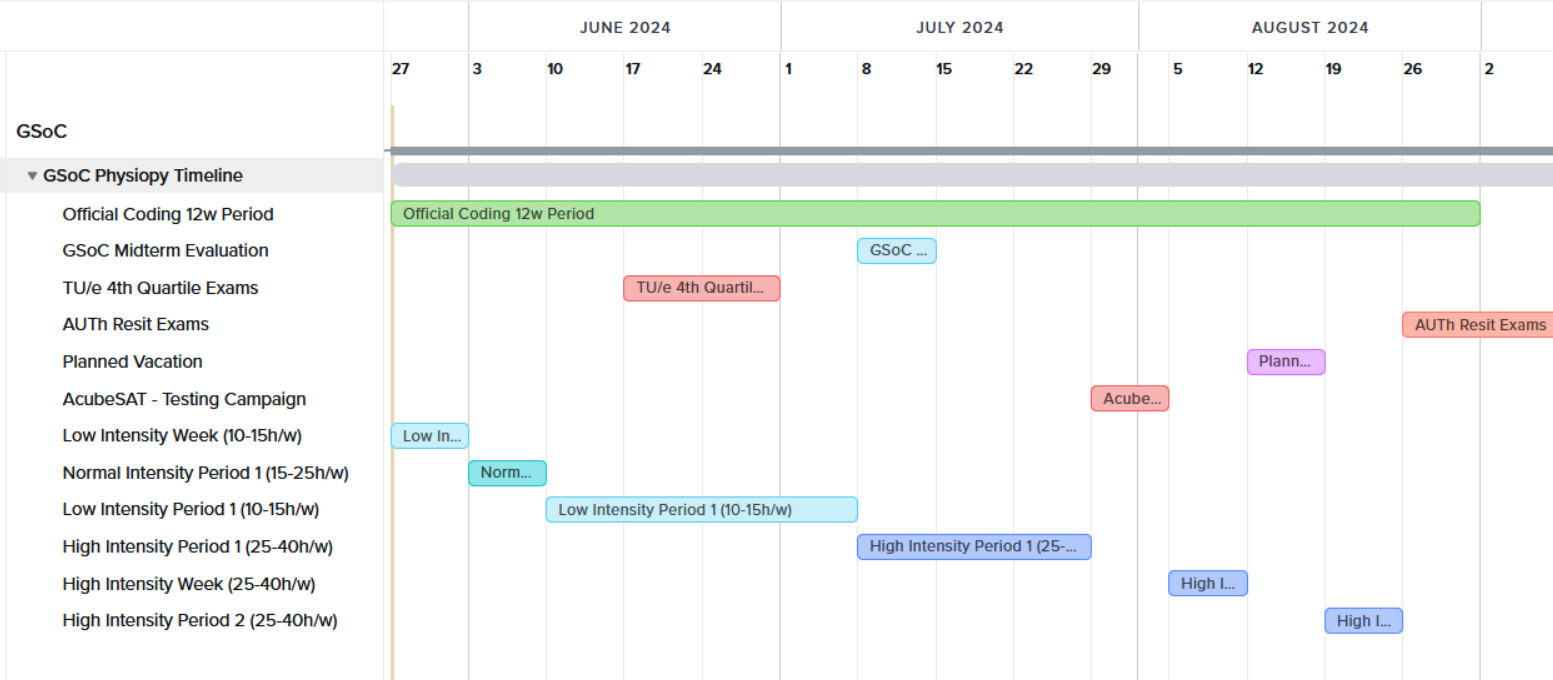 JUNE 2024 JULY 2024 AUGUST 2024
27 3 10 17 24 1 8 15 22 29 5 12 19 26 2
GSoC
GSoC Physiopy Timeline
Official Coding 12w Period Official Coding 12w Period
GSoC Midterm Evaluation GSoC ...
TU/e 4th Quartile Exams TU/e 4th Quartil...
AUTh Resit Exams AUTh Resit Exams
Planned Vacation Plann...
AcubeSAT - Testing Campaign Acube...
Low Intensity Week (10-15h/w) Low In...
Normal Intensity Period 1 (15-25h/w) Norm...
Low Intensity Period 1 (10-15h/w) Low Intensity Period 1 (10-15h/w)
High Intensity Period 1 (25-40h/w) High Intensity Period 1 (25-...
High Intensity Week (25-40h/w) High I...
High Intensity Period 2 (25-40h/w) High I...